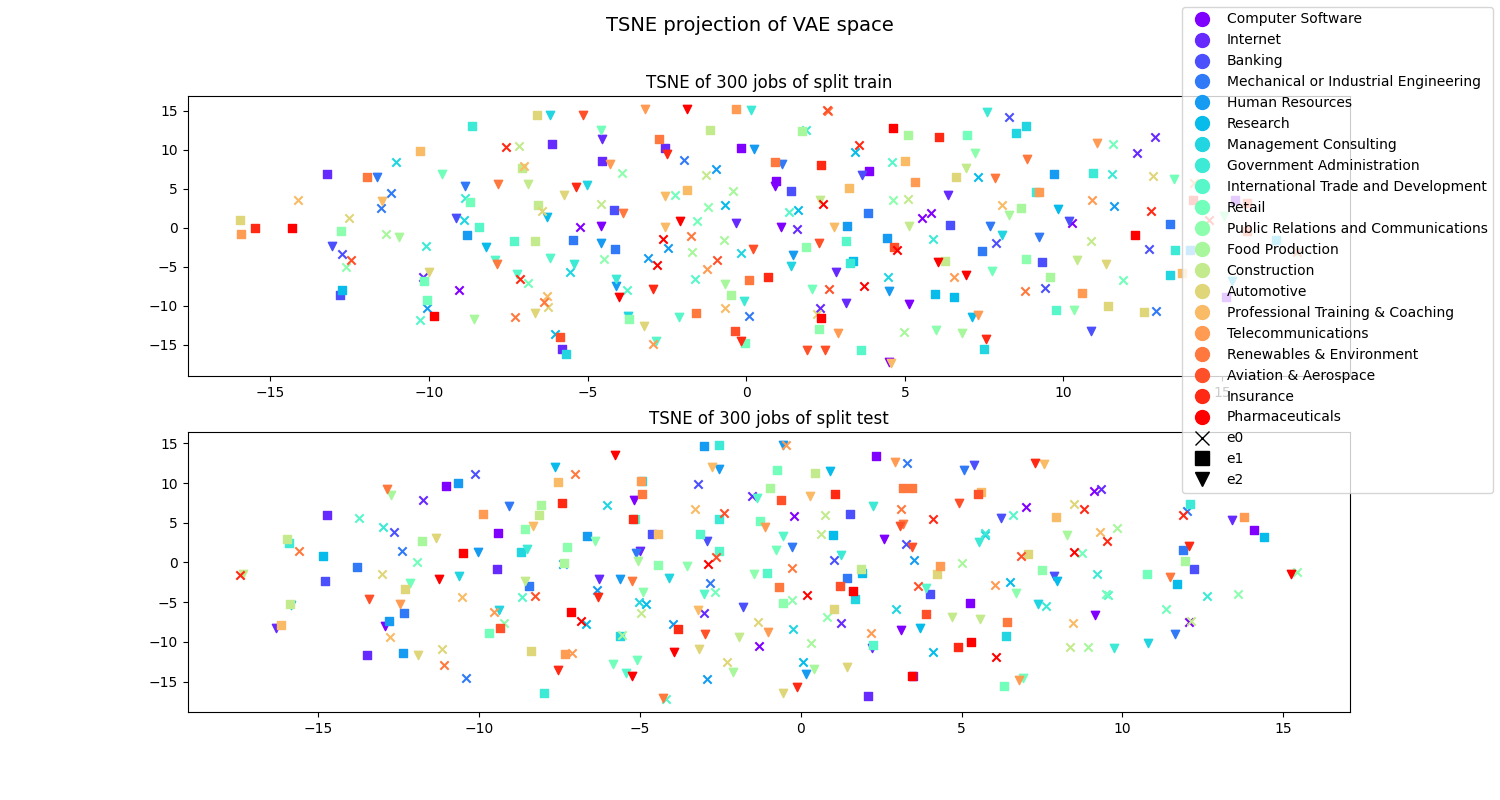 TSNE projection of VAE space
TSNE of 300 jobs of split train
15
10
5
0
−5
−10
−15
−15
−10
−5
0
5
10
15
TSNE of 300 jobs of split test
15
10
5
0
−5
−10
−15
−15
−10
−5
0
5
10
15
Computer Software
Internet
Banking
Mechanical or Industrial Engineering
Human Resources
Research
Management Consulting
Government Administration
International Trade and Development
Retail
Public Relations and Communications
Food Production
Construction
Automotive
Professional Training & Coaching
Telecommunications
Renewables & Environment
Aviation & Aerospace
Insurance
Pharmaceuticals
e0
e1
e2